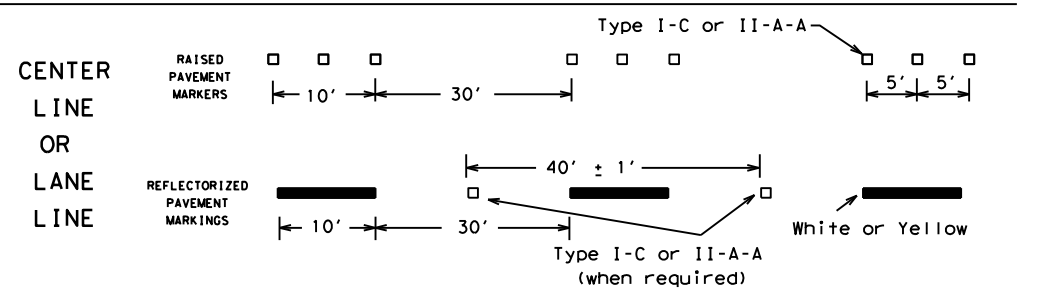 Type I-C or II-A-A
CENTER
LINE
OR
LANE
LINE
RAISED
PAVEMENT
MARKERS
10'
30'
5'
5'
40' ± 1'
REFLECTORIZED
PAVEMENT
MARKINGS
10'
30'
Type I-C or II-A-A
(when required)
White or Yellow